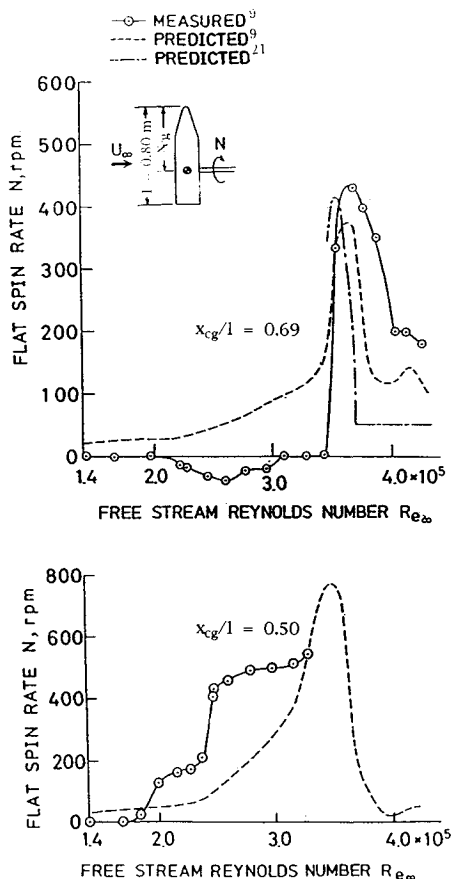 MEASURED⁹
PREDICTED⁹
PREDICTED²¹
FLAT SPIN RATE N, rpm
600
500
400
300
200
100
0
U∞
l = 0.80 m
Xcg
N
xcg/l = 0.69
1.4 2.0 3.0 4.0×10⁵
FREE STREAM REYNOLDS NUMBER Re∞
FLAT SPIN RATE N, rpm
800
600
400
200
0
xcg/l = 0.50
1.4 2.0 3.0 4.0×10⁵
FREE STREAM REYNOLDS NUMBER Re∞